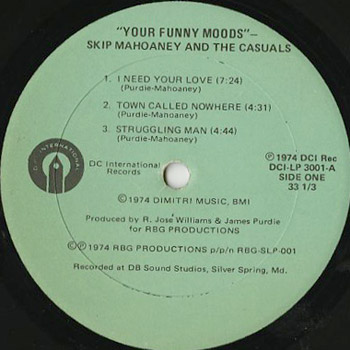 "YOUR FUNNY MOODS"–
SKIP MAHOANEY AND THE CASUALS
1. I NEED YOUR LOVE (7:24)
(Purdie-Mahoaney)
2. TOWN CALLED NOWHERE (4:31)
(Purdie-Mahoaney)
3. STRUGGLING MAN (4:44)
(Purdie-Mahoaney)
D.C. INTERNATIONAL
DC International
Records
℗1974 DCI Rec
DCI-LP 3001-A
SIDE ONE
33 1/3
©1974 DIMITRI MUSIC, BMI
Produced by R. Jose Williams & James Purdie
for RBG PRODUCTIONS
©℗1974 RBG PRODUCTIONS p/p/n RBG-SLP-001
Recorded at DB Sound Studios, Silver Spring, Md.